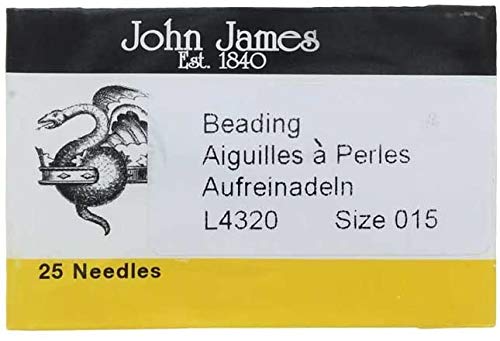 John James
Est. 1840
Beading
Aiguilles à Perles
Aufreinadeln
L4320 Size 015
25 Needles